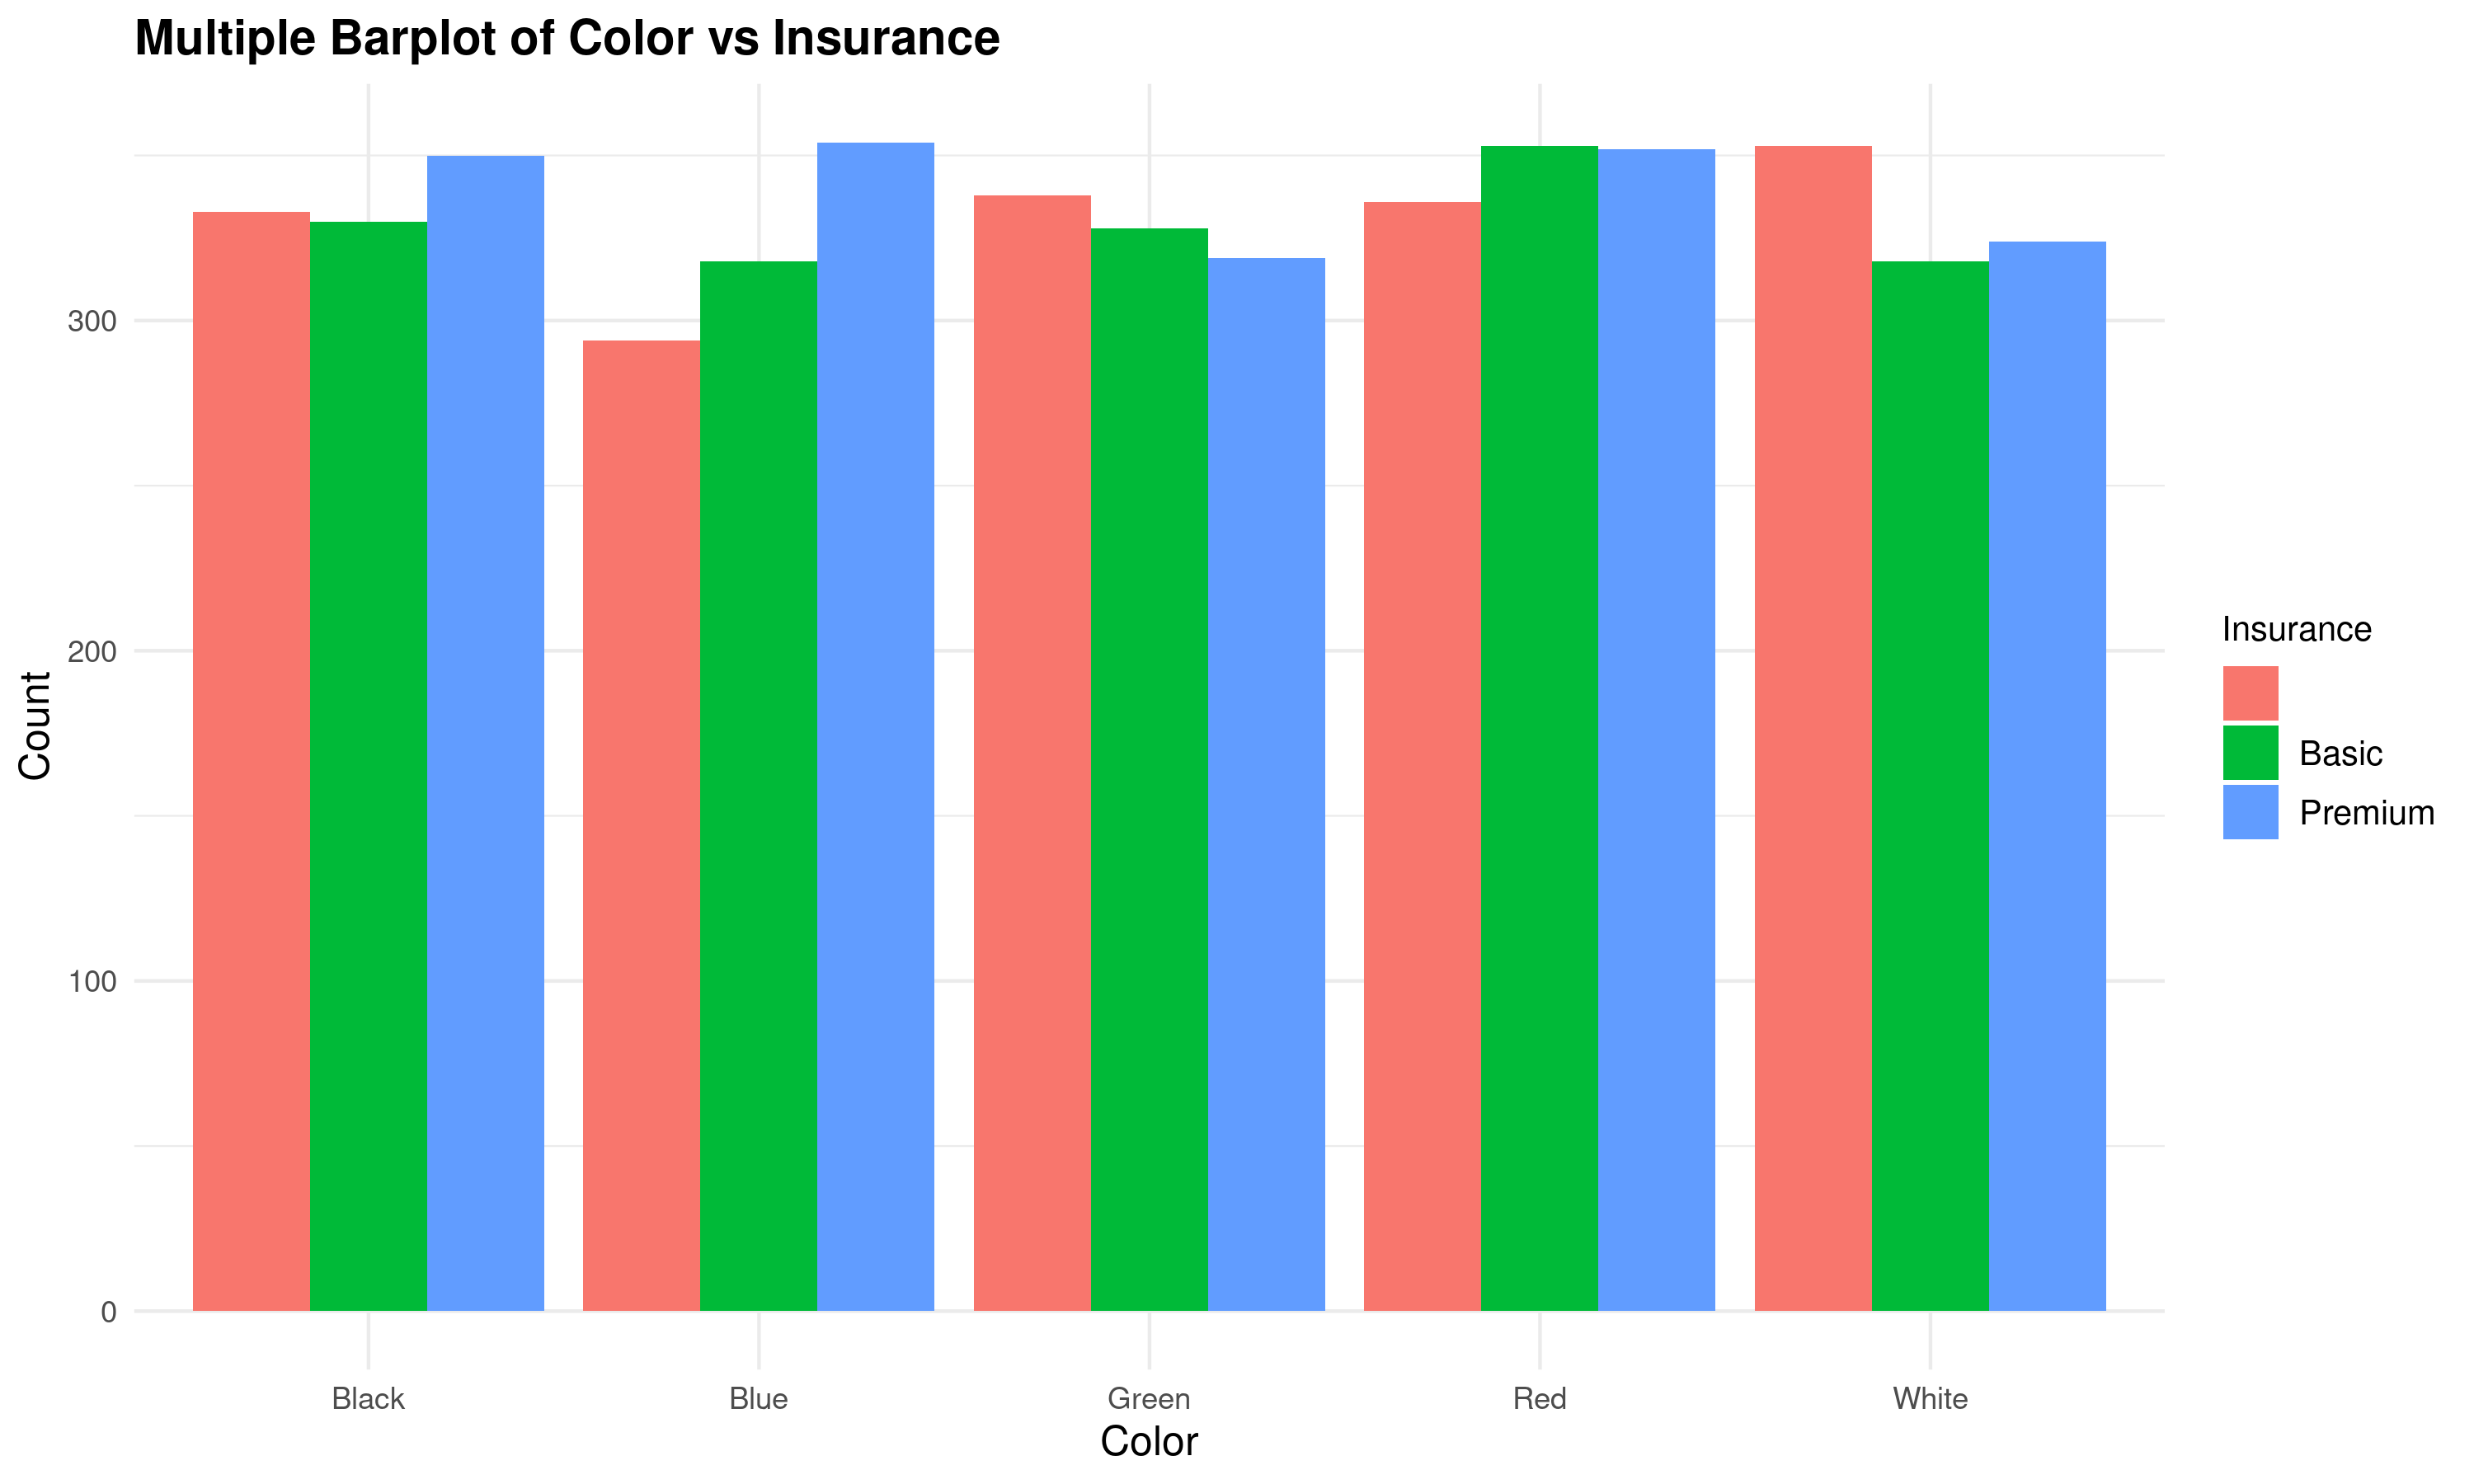 Multiple Barplot of Color vs Insurance
300
200
100
0
Count
Black
Blue
Green
Red
White
Color
Insurance
Basic
Premium